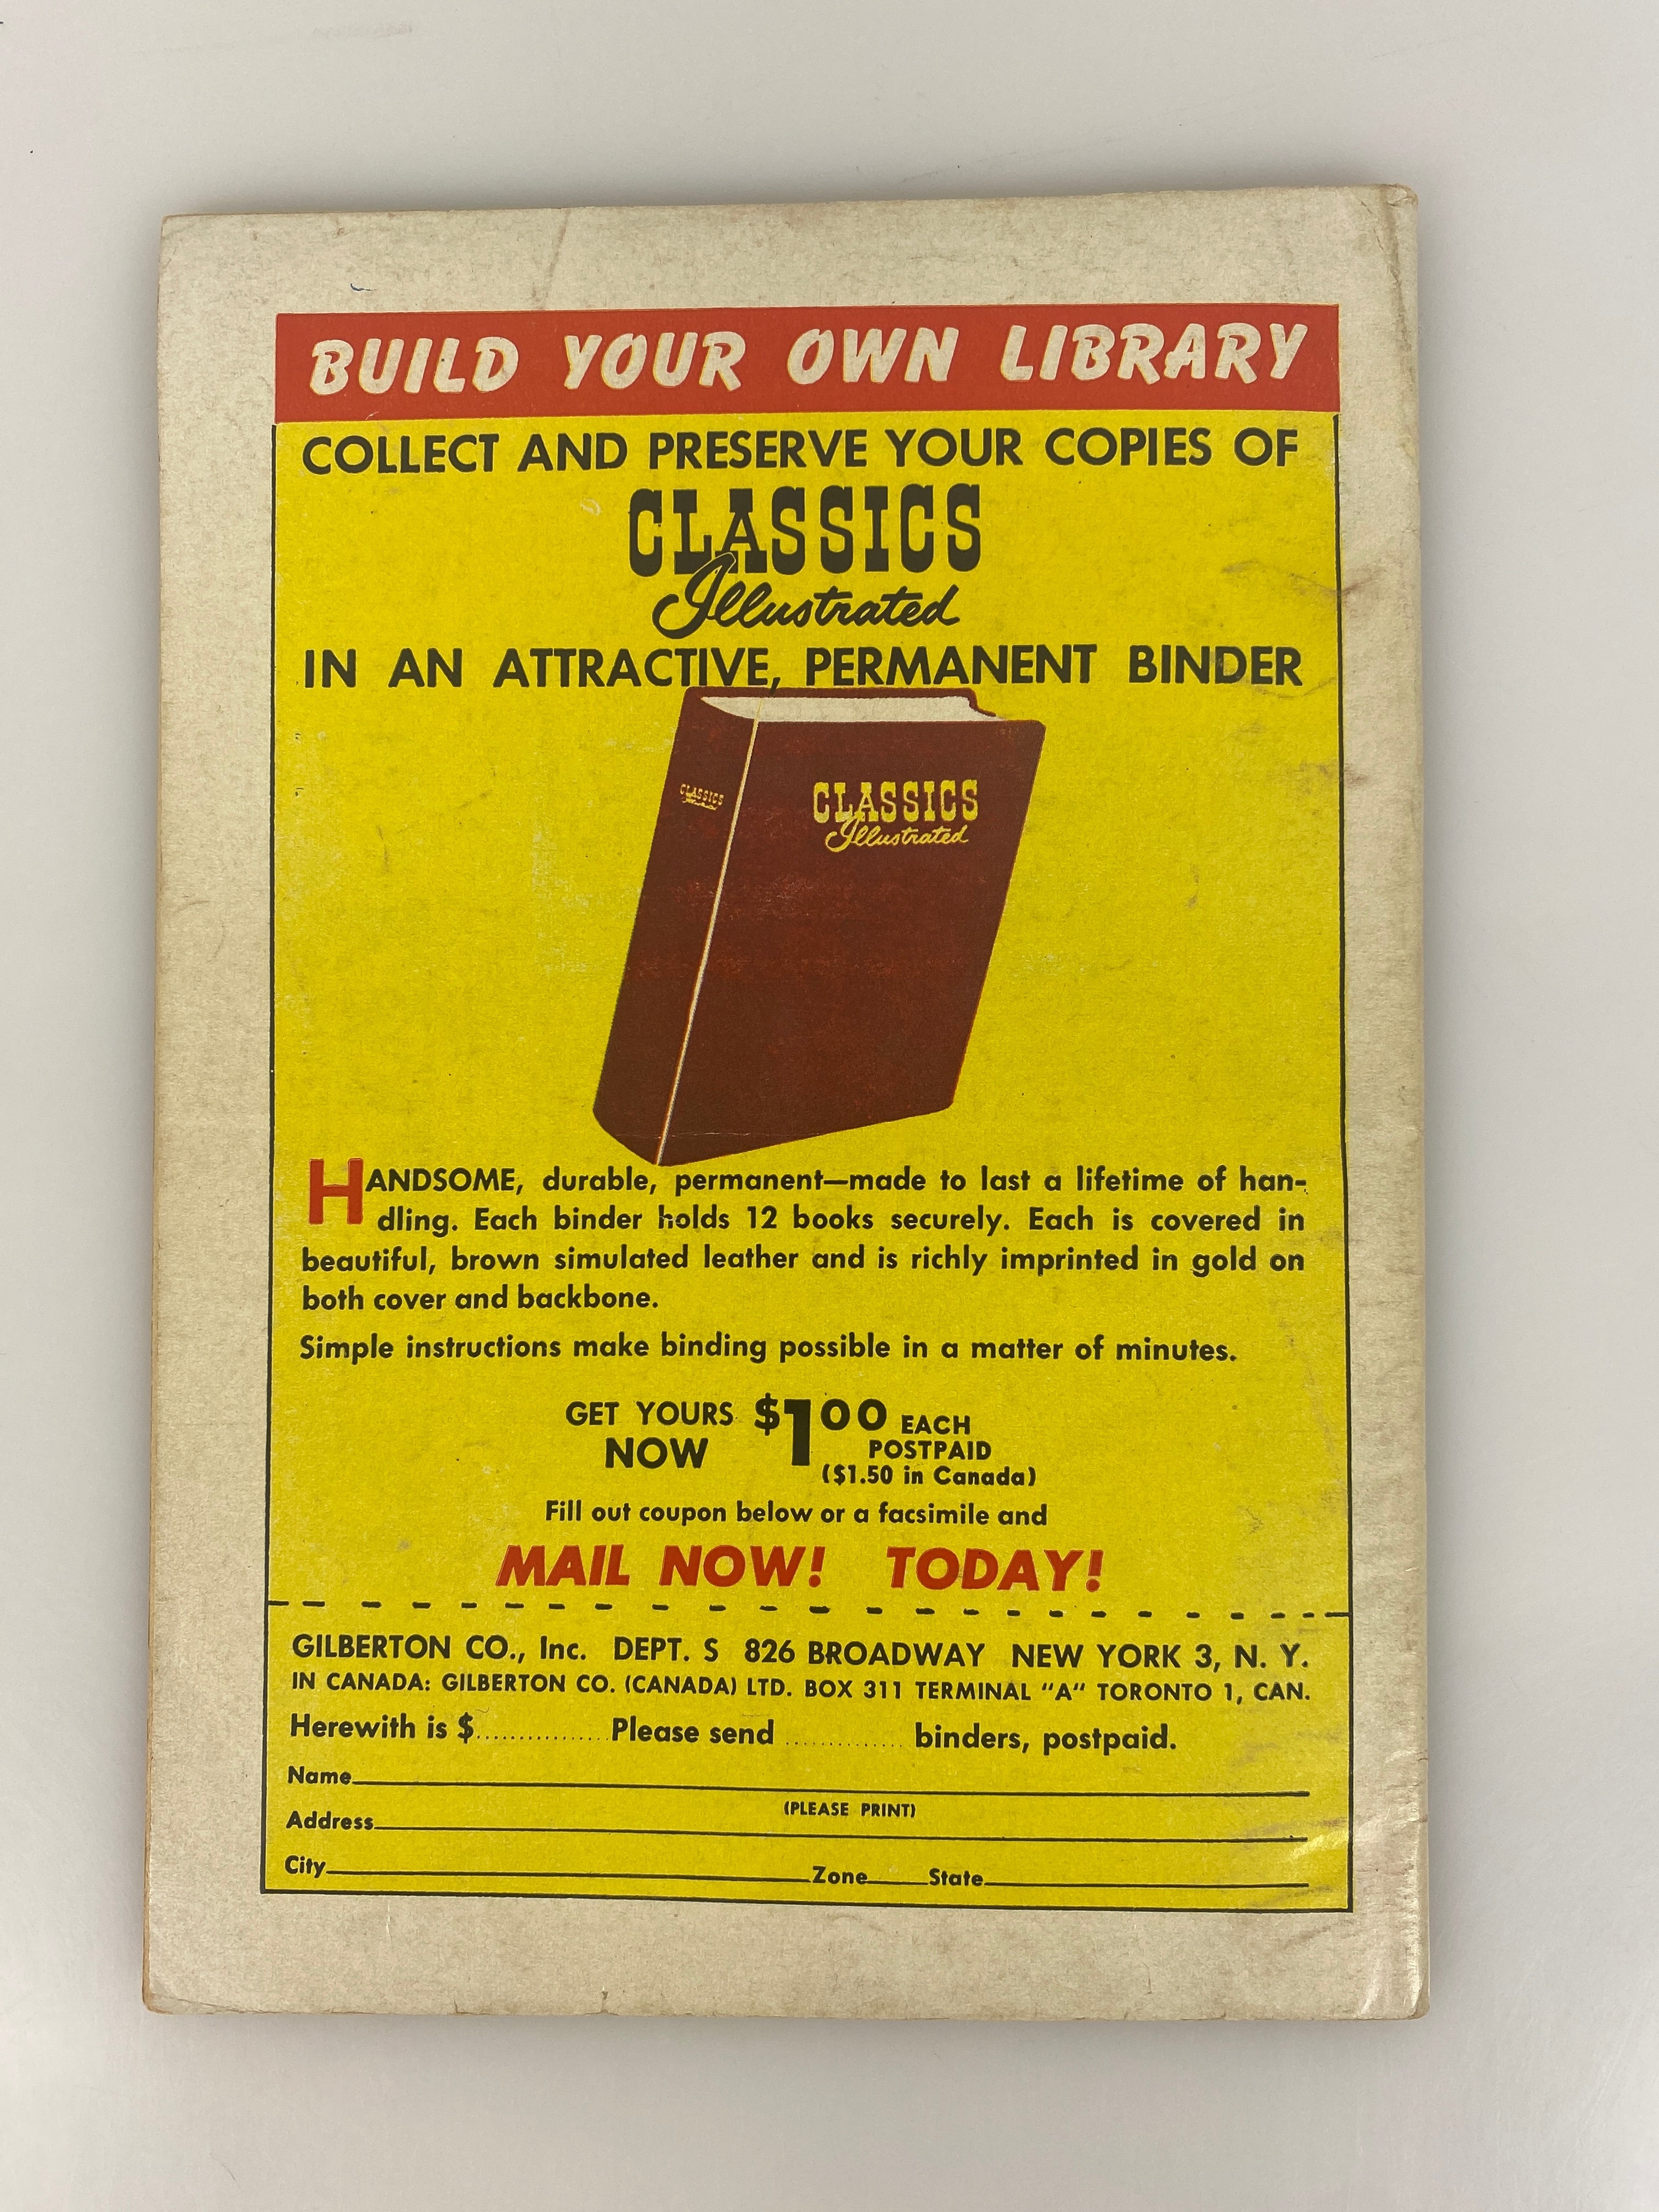 BUILD YOUR OWN LIBRARY
COLLECT AND PRESERVE YOUR COPIES OF
CLASSICS
Illustrated
IN AN ATTRACTIVE, PERMANENT BINDER
CLASSICS
Illustrated
CLASSICS
Illustrated
HANDSOME, durable, permanent—made to last a lifetime of han-
dling. Each binder holds 12 books securely. Each is covered in
beautiful, brown simulated leather and is richly imprinted in gold on
both cover and backbone.
Simple instructions make binding possible in a matter of minutes.
GET YOURS NOW $1.00 EACH
POSTPAID
($1.50 in Canada)
Fill out coupon below or a facsimile and
MAIL NOW! TODAY!
GILBERTON CO., Inc. DEPT. S 826 BROADWAY NEW YORK 3, N. Y.
IN CANADA: GILBERTON CO. (CANADA) LTD. BOX 311 TERMINAL "A" TORONTO 1, CAN.
Herewith is $............... Please send ............. binders, postpaid.
Name
(PLEASE PRINT)
Address
City Zone State